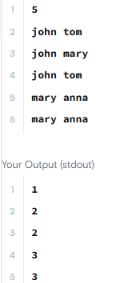 1 5
2 john tom
3 john mary
4 john tom
5 mary anna
6 mary anna
Your Output (stdout)
1 1
2 2
3 2
4 3
5 3